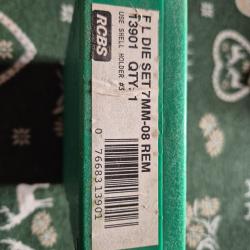 F L DIE SET 7MM-08 REM
13901 QTY: 1
USE SHELL HOLDER #3
RCBS
0 76683 13901